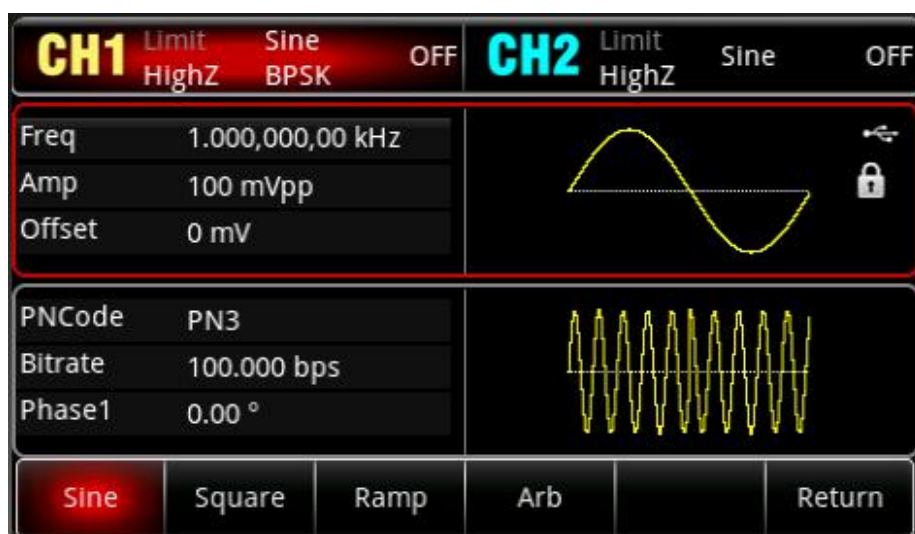 CH1 Limit Sine OFF CH2 Limit Sine OFF
HighZ BPSK HighZ
Freq 1.000,000,00 kHz
Amp 100 mVpp
Offset 0 mV
PNCode PN3
Bitrate 100.000 bps
Phase1 0.00 °
Sine Square Ramp Arb Return